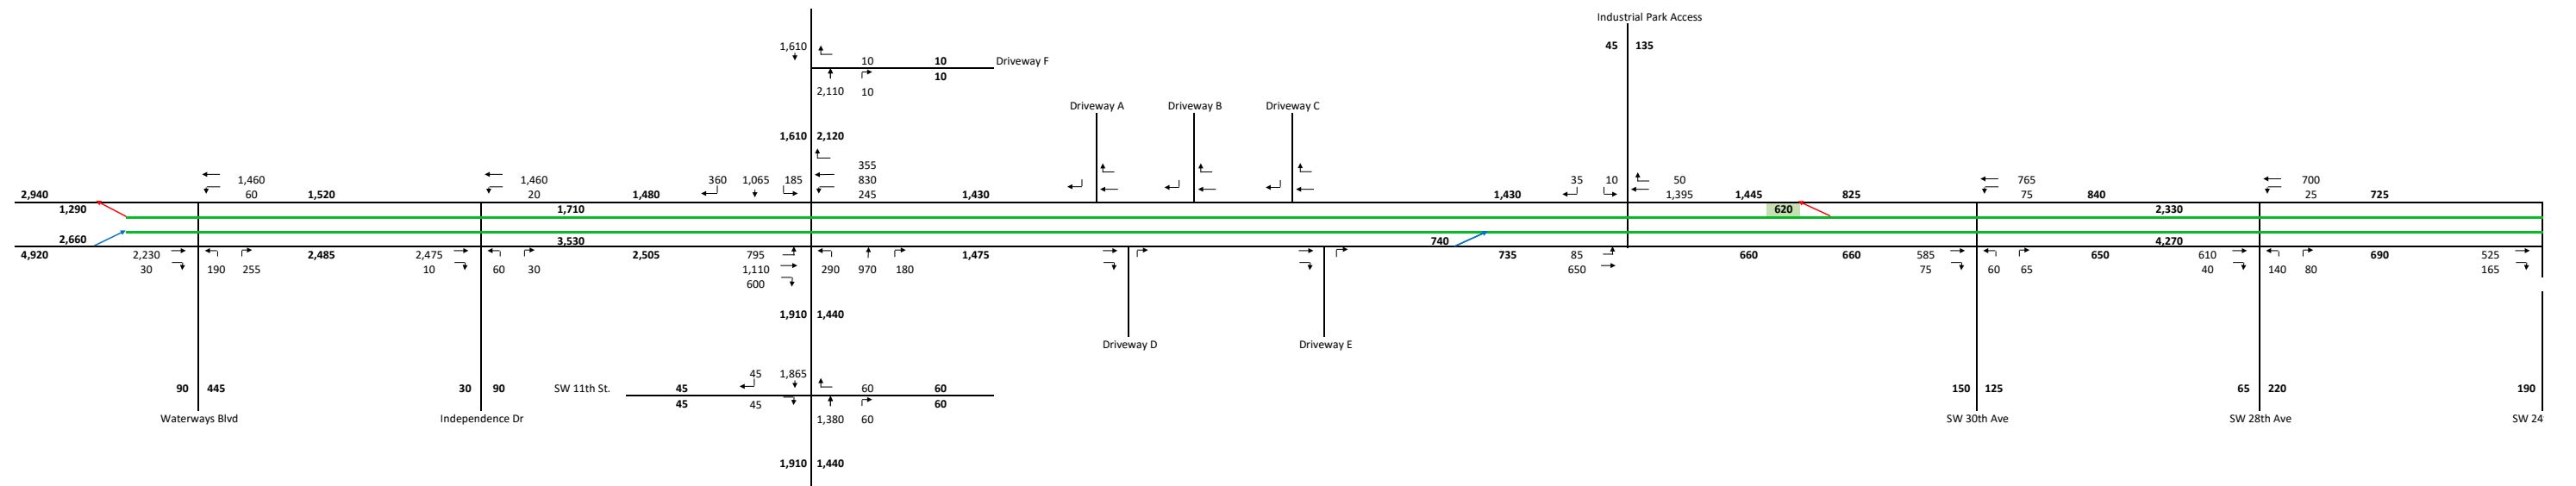 Industrial Park Access
1,610 45 135
10 10 Driveway F
10
2,110 10
Driveway A Driveway B Driveway C
1,610 2,120
355
1,460 1,460 360 1,065 185 830 35 10 50 765 700
2,940 60 1,520 20 1,480 245 1,430 1,430 1,395 1,445 825 75 840 25 725
1,290 1,710 620 2,330
2,660 3,530 740 4,270
4,920 2,230 2,485 2,475 2,505 795 1,475 735 85 660 660 585 650 610 690 525
30 190 255 10 60 30 1,110 290 970 180 650 75 60 65 40 140 80 165
600
1,910 1,440
Driveway D Driveway E
45 1,865
90 445 30 90 SW 11th St. 45 60 60 150 125 65 220 190
45 45 60
Waterways Blvd Independence Dr 1,380 60 SW 30th Ave SW 28th Ave SW 24
1,910 1,440